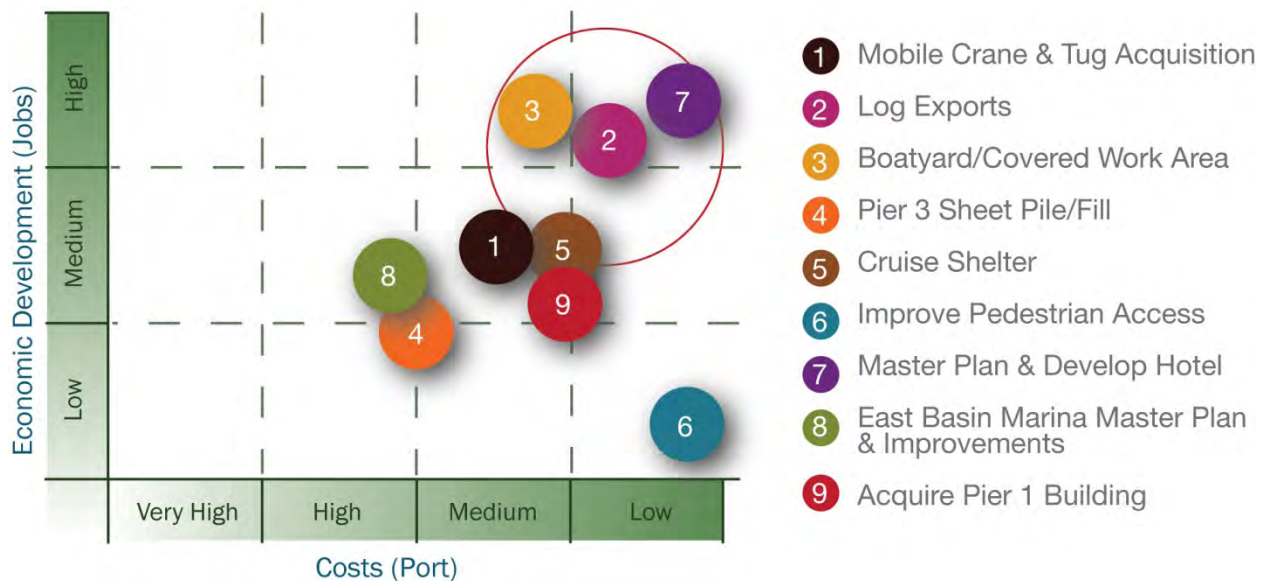 Economic Development (Jobs)
High
Medium
Low
3
7
2
1
5
8
9
4
6
Very High
High
Medium
Low
Costs (Port)
1 Mobile Crane & Tug Acquisition
2 Log Exports
3 Boatyard/Covered Work Area
4 Pier 3 Sheet Pile/Fill
5 Cruise Shelter
6 Improve Pedestrian Access
7 Master Plan & Develop Hotel
8 East Basin Marina Master Plan
& Improvements
9 Acquire Pier 1 Building